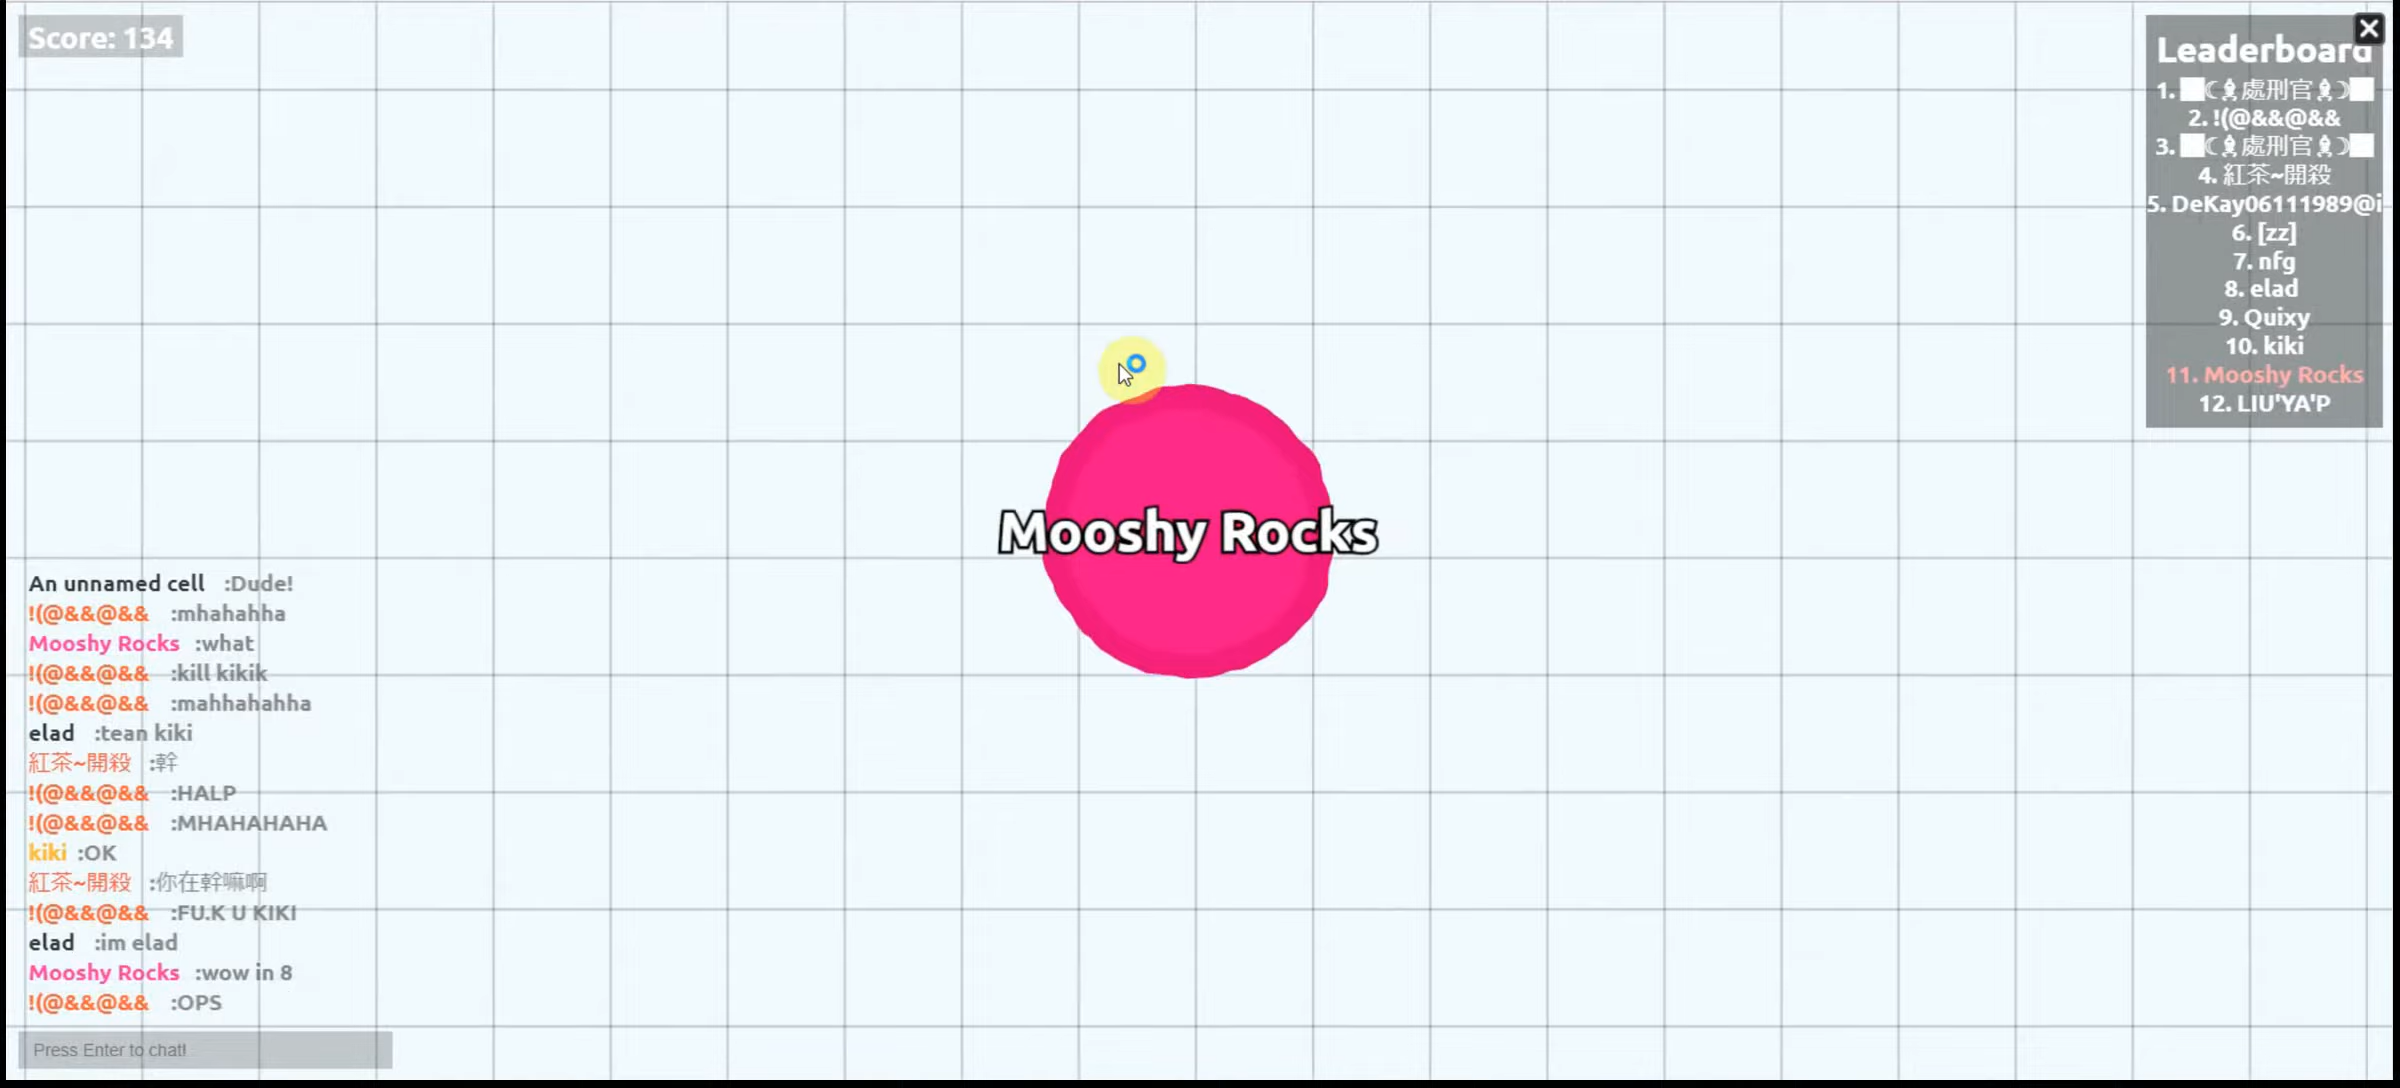 Score: 134
Leaderboard
1. ☾處刑官☽
2. !(@&&@&&
3. ☾處刑官☽
4. 紅茶~開殺
5. DeKay06111989@i
6. [zz]
7. nfg
8. elad
9. Quixy
10. kiki
11. Mooshy Rocks
12. LIU'YA'P
Mooshy Rocks
An unnamed cell :Dude!
!(@&&@&& :mhahahha
Mooshy Rocks :what
!(@&&@&& :kill kikik
!(@&&@&& :mahhahahha
elad :tean kiki
紅茶~開殺 :幹
!(@&&@&& :HALP
!(@&&@&& :MHAHAHAHA
kiki :OK
紅茶~開殺 :你在幹嘛啊
!(@&&@&& :FU.K U KIKI
elad :im elad
Mooshy Rocks :wow in 8
!(@&&@&& :OPS
Press Enter to chat!